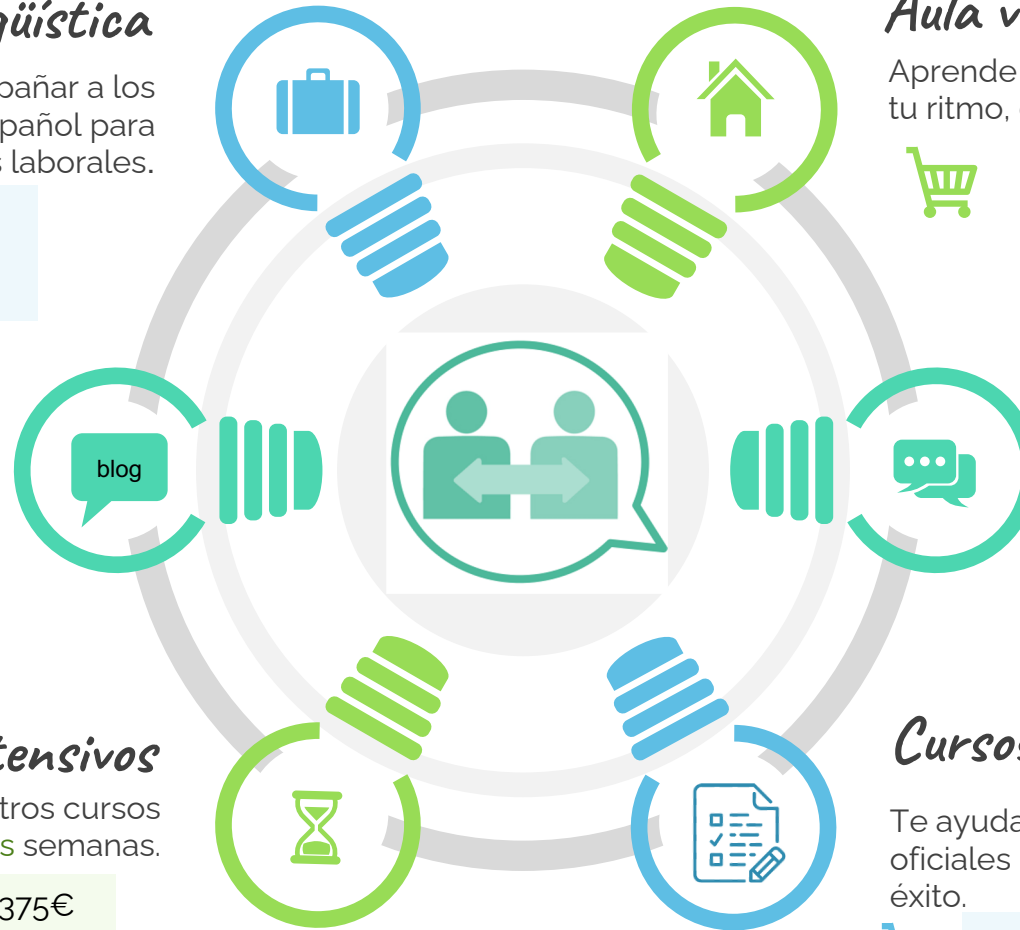 güística
pañar a los
pañol para
s laborales.
Aula v
Aprende
tu ritmo,
blog
tensivos
tros cursos
s semanas.
375€
Cursos
Te ayuda
oficiales
éxito.